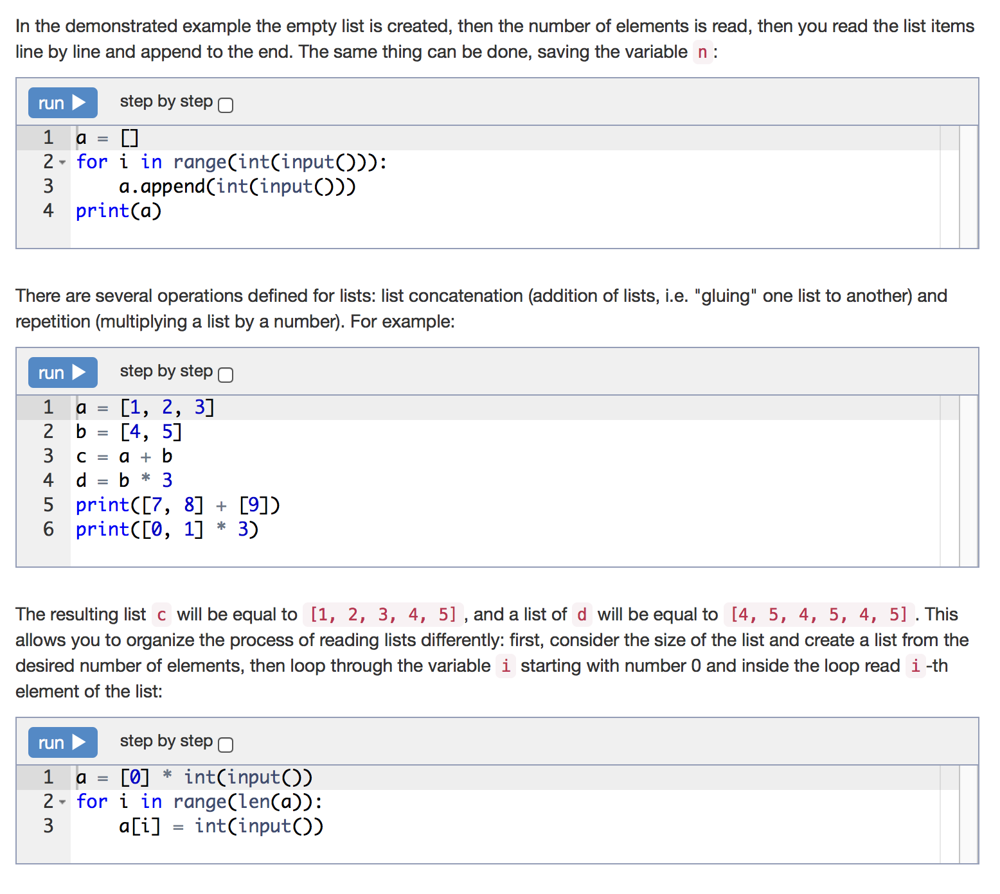 In the demonstrated example the empty list is created, then the number of elements is read, then you read the list items
line by line and append to the end. The same thing can be done, saving the variable n:
run step by step
1 a = []
2 for i in range(int(input())):
3     a.append(int(input()))
4 print(a)
There are several operations defined for lists: list concatenation (addition of lists, i.e. "gluing" one list to another) and
repetition (multiplying a list by a number). For example:
run step by step
1 a = [1, 2, 3]
2 b = [4, 5]
3 c = a + b
4 d = b * 3
5 print([7, 8] + [9])
6 print([0, 1] * 3)
The resulting list c will be equal to [1, 2, 3, 4, 5], and a list of d will be equal to [4, 5, 4, 5, 4, 5]. This
allows you to organize the process of reading lists differently: first, consider the size of the list and create a list from the
desired number of elements, then loop through the variable i starting with number 0 and inside the loop read i-th
element of the list:
run step by step
1 a = [0] * int(input())
2 for i in range(len(a)):
3     a[i] = int(input())